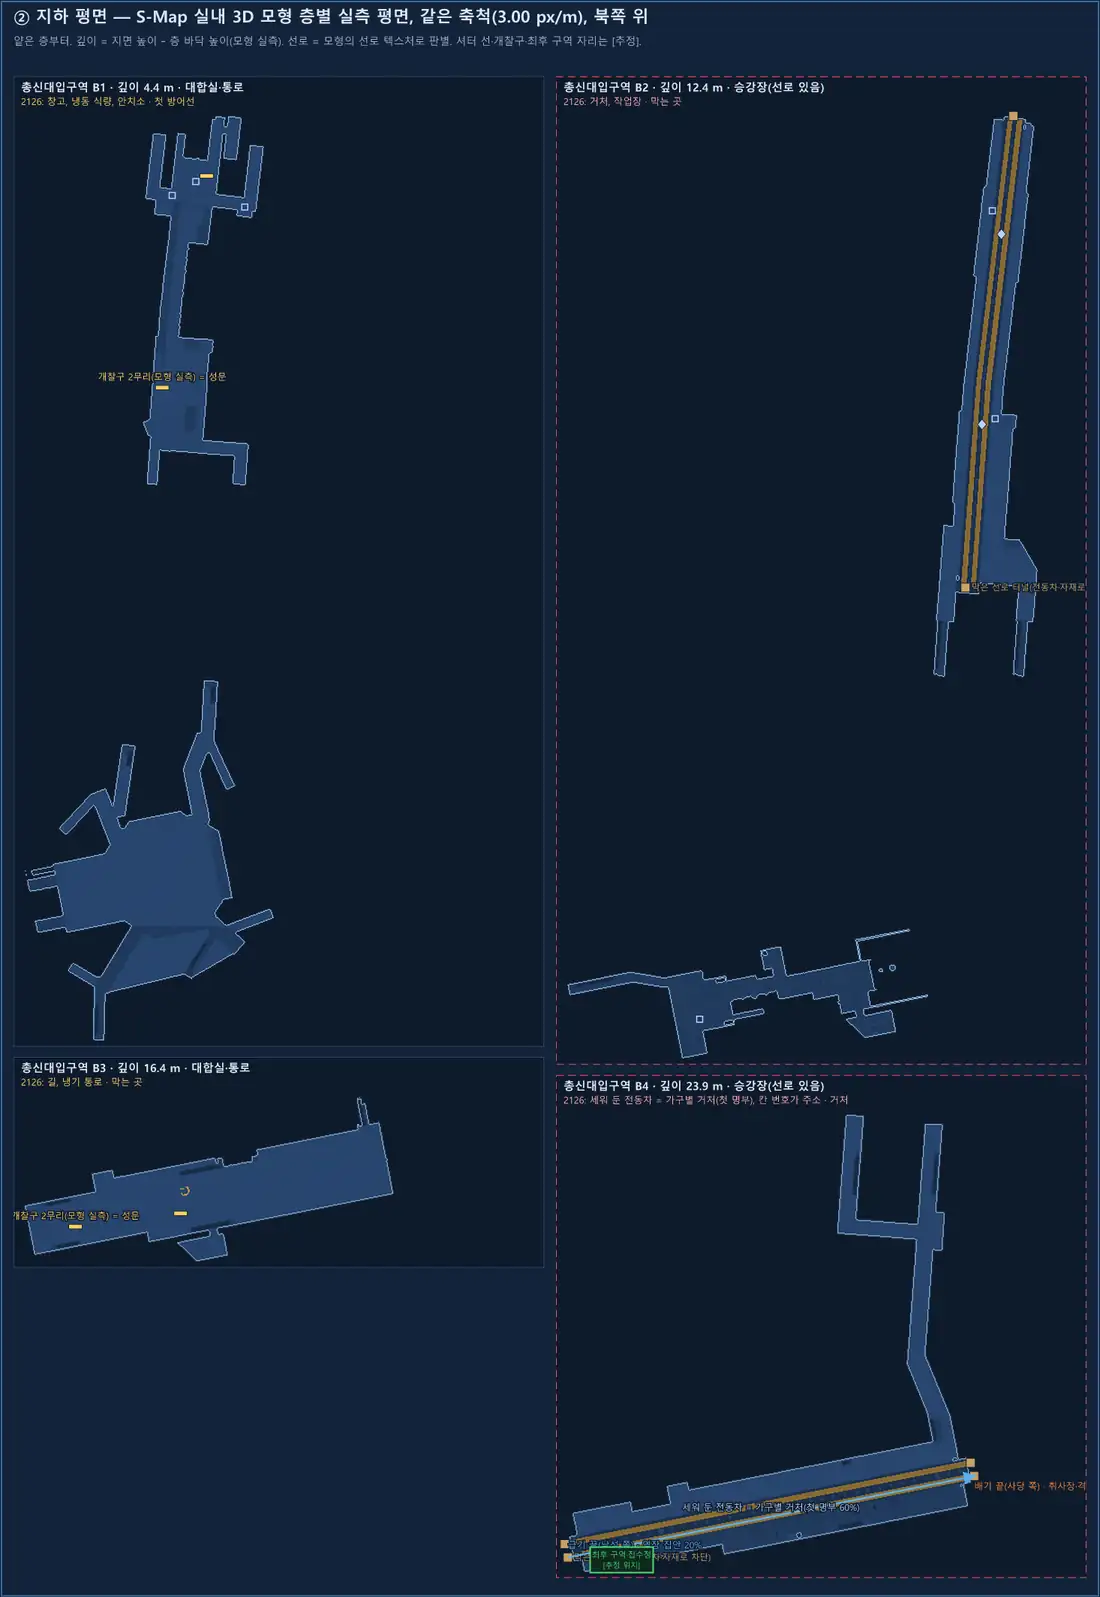 ② 지하 평면 — S-Map 실내 3D 모형 층별 실측 평면, 같은 축척(3.00 px/m), 북쪽 위
얕은 층부터. 깊이 = 지면 높이 − 층 바닥 높이(모형 실측). 선로 = 모형의 선로 텍스처로 판별. 셔터 선·개찰구·최후 구역 자리는 [추정].
총신대입구역 B1 · 깊이 4.4 m · 대합실·통로
2126: 창고, 냉동 식량, 안치소 · 첫 방어선
개찰구 2무리(모형 실측) = 성문
총신대입구역 B2 · 깊이 12.4 m · 승강장(선로 있음)
2126: 거처, 작업장 · 막는 곳
막은 선로 터널(전동차·자재로
총신대입구역 B3 · 깊이 16.4 m · 대합실·통로
2126: 길, 냉기 통로 · 막는 곳
개찰구 2무리(모형 실측) = 성문
총신대입구역 B4 · 깊이 23.9 m · 승강장(선로 있음)
2126: 세워 둔 전동차 = 가구별 거처(첫 명부), 칸 번호가 주소 · 거처
배기 끝(사당 쪽) · 취사장·격
세워 둔 전동차 = 가구별 거처(첫 명부 60%)
집안 20%
최후 구역·집수정
[추정 위치]
자재로 차단)